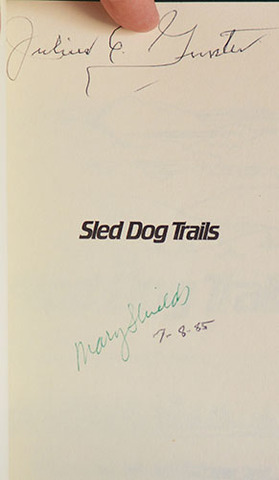 Julius C. Gunter
Sled Dog Trails
Mary Shields
7-8-85